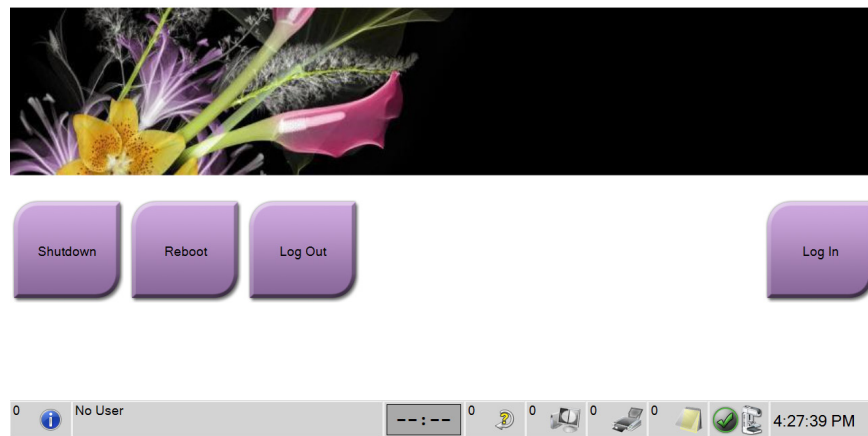 Shutdown
Reboot
Log Out
Log In
0
No User
--:--
0
0
0
0
4:27:39 PM